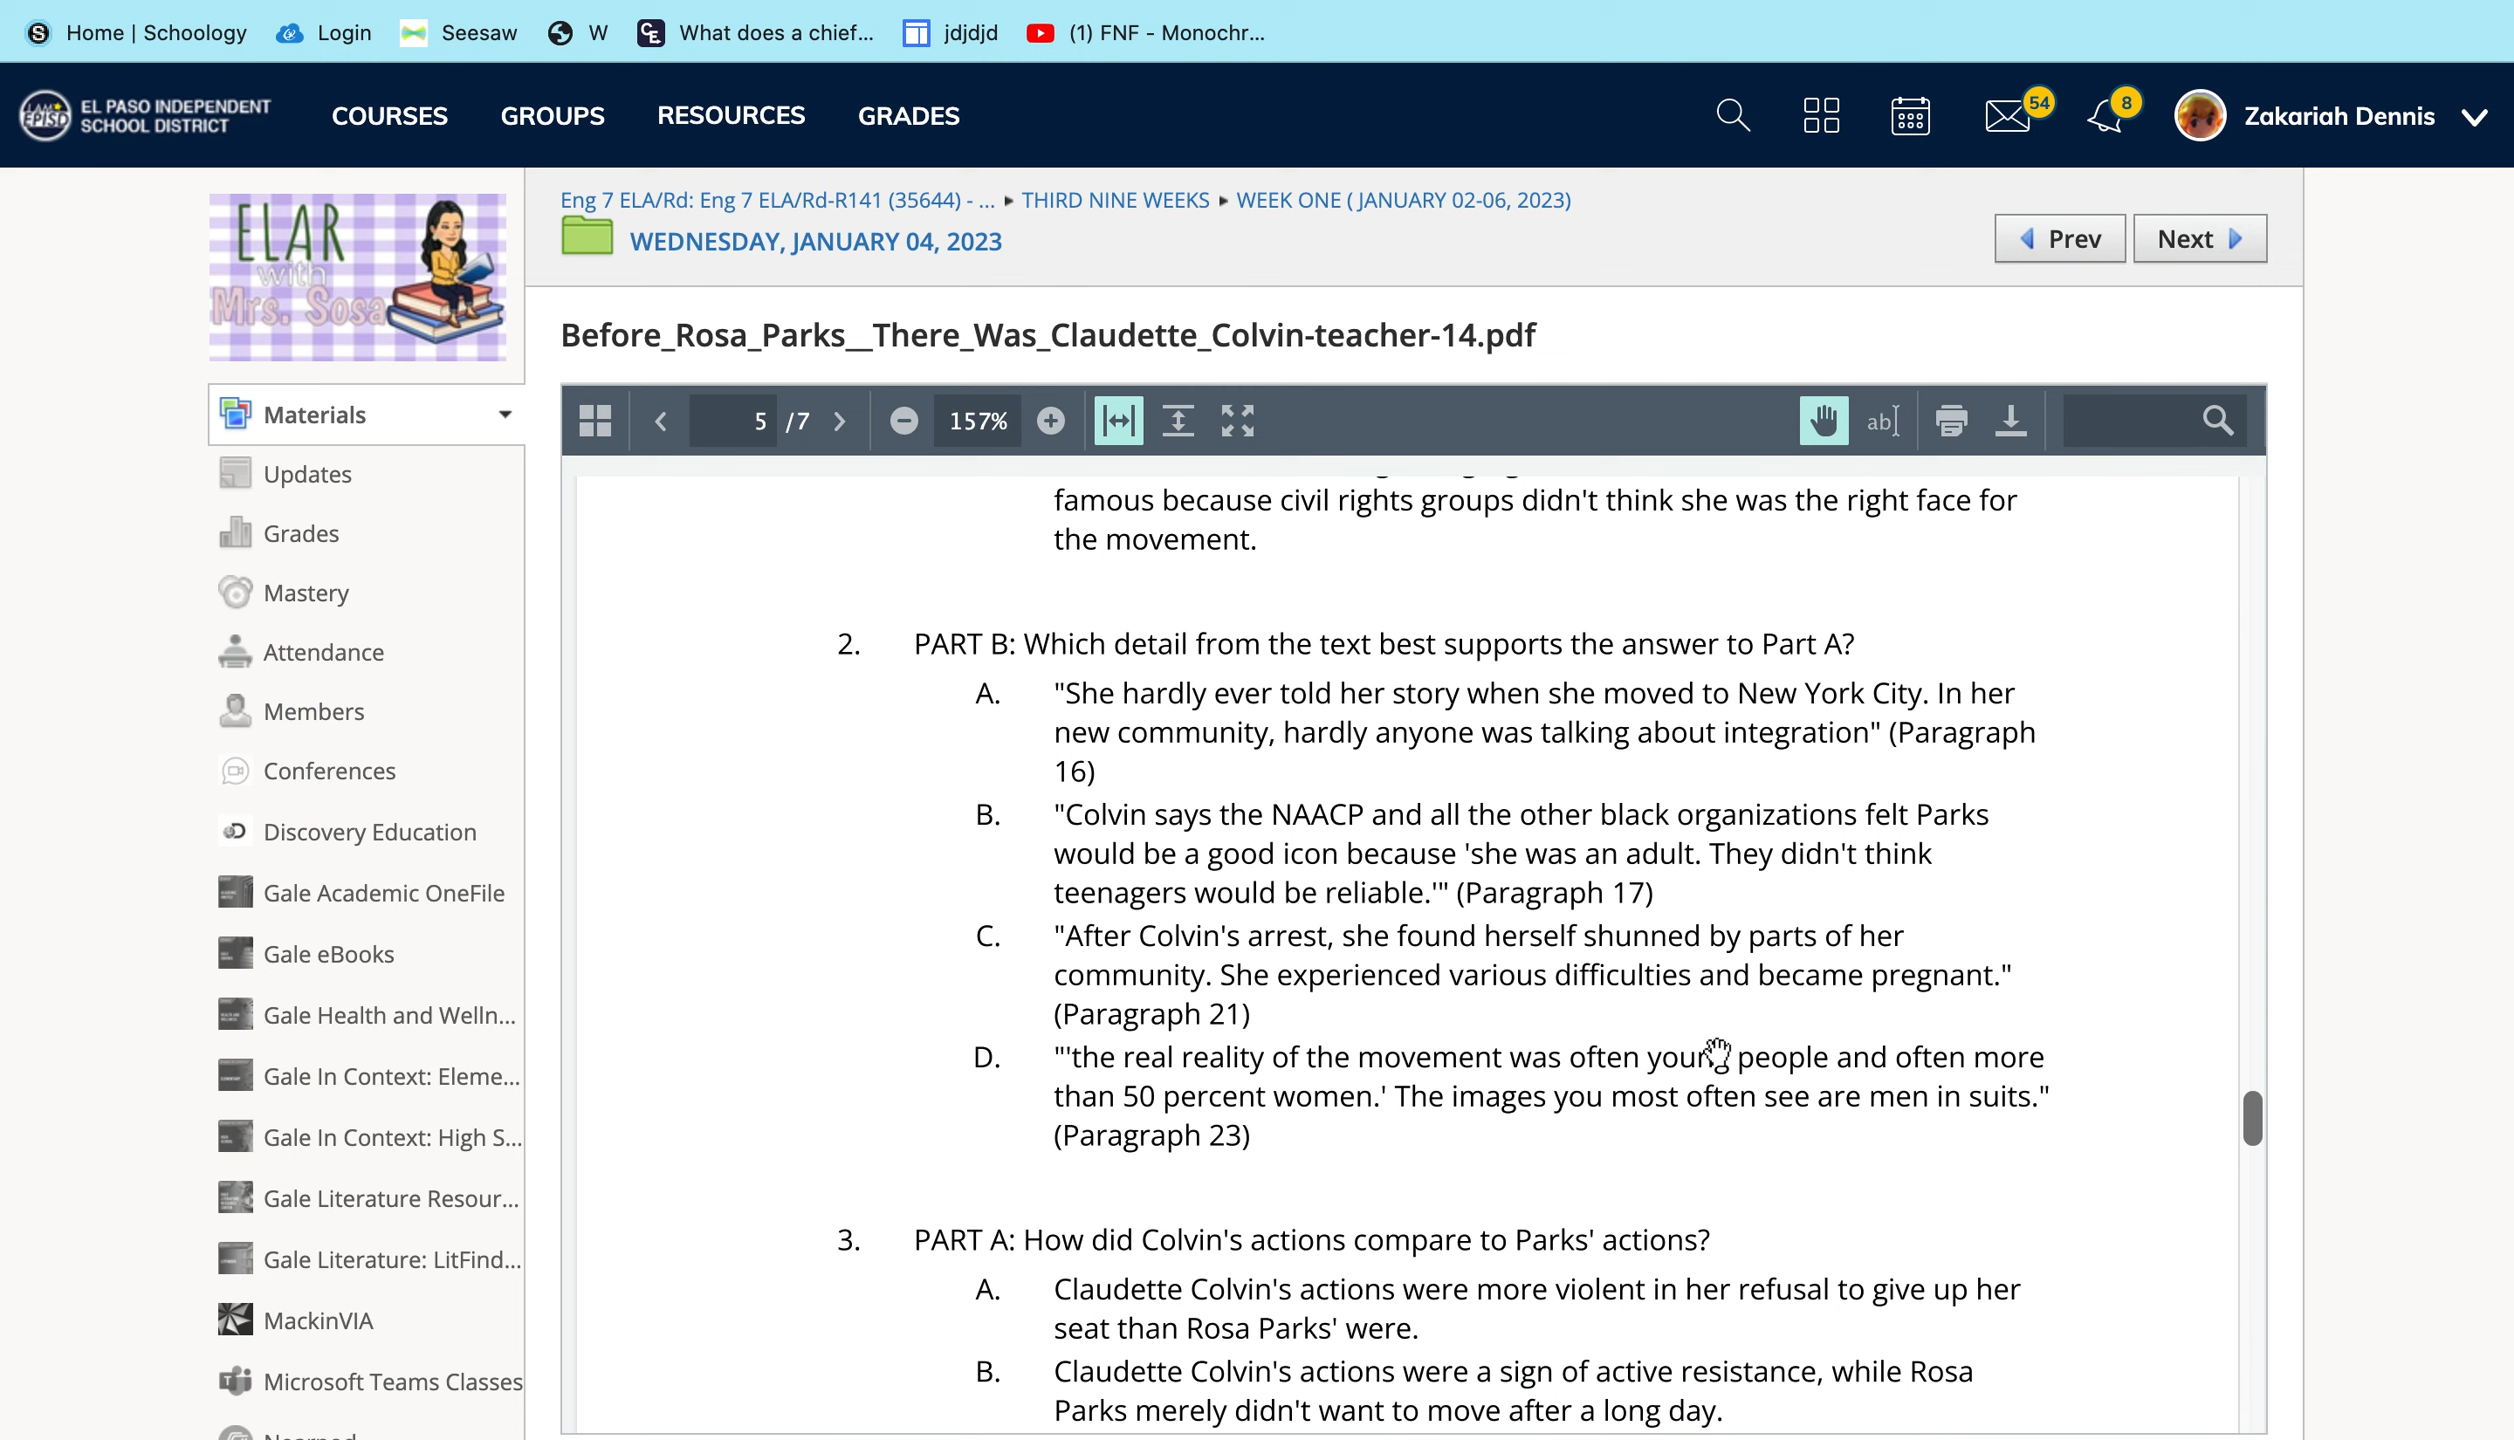 Home | Schoology Login Seesaw W What does a chief... jdjdjd (1) FNF - Monochr...
EL PASO INDEPENDENT
SCHOOL DISTRICT
COURSES GROUPS RESOURCES GRADES 54 8 Zakariah Dennis
Eng 7 ELA/Rd: Eng 7 ELA/Rd-R141 (35644) - ... ▸ THIRD NINE WEEKS ▸ WEEK ONE ( JANUARY 02-06, 2023)
WEDNESDAY, JANUARY 04, 2023
Prev Next
ELAR
with
Mrs. Sosa
Materials
Updates
Grades
Mastery
Attendance
Members
Conferences
Discovery Education
Gale Academic OneFile
Gale eBooks
Gale Health and Welln...
Gale In Context: Eleme...
Gale In Context: High S...
Gale Literature Resour...
Gale Literature: LitFind...
MackinVIA
Microsoft Teams Classes
Before_Rosa_Parks__There_Was_Claudette_Colvin-teacher-14.pdf
5 /7 157% ab
famous because civil rights groups didn't think she was the right face for
the movement.
2. PART B: Which detail from the text best supports the answer to Part A?
A. "She hardly ever told her story when she moved to New York City. In her
new community, hardly anyone was talking about integration" (Paragraph
16)
B. "Colvin says the NAACP and all the other black organizations felt Parks
would be a good icon because 'she was an adult. They didn't think
teenagers would be reliable.'" (Paragraph 17)
C. "After Colvin's arrest, she found herself shunned by parts of her
community. She experienced various difficulties and became pregnant."
(Paragraph 21)
D. "'the real reality of the movement was often young people and often more
than 50 percent women.' The images you most often see are men in suits."
(Paragraph 23)
3. PART A: How did Colvin's actions compare to Parks' actions?
A. Claudette Colvin's actions were more violent in her refusal to give up her
seat than Rosa Parks' were.
B. Claudette Colvin's actions were a sign of active resistance, while Rosa
Parks merely didn't want to move after a long day.